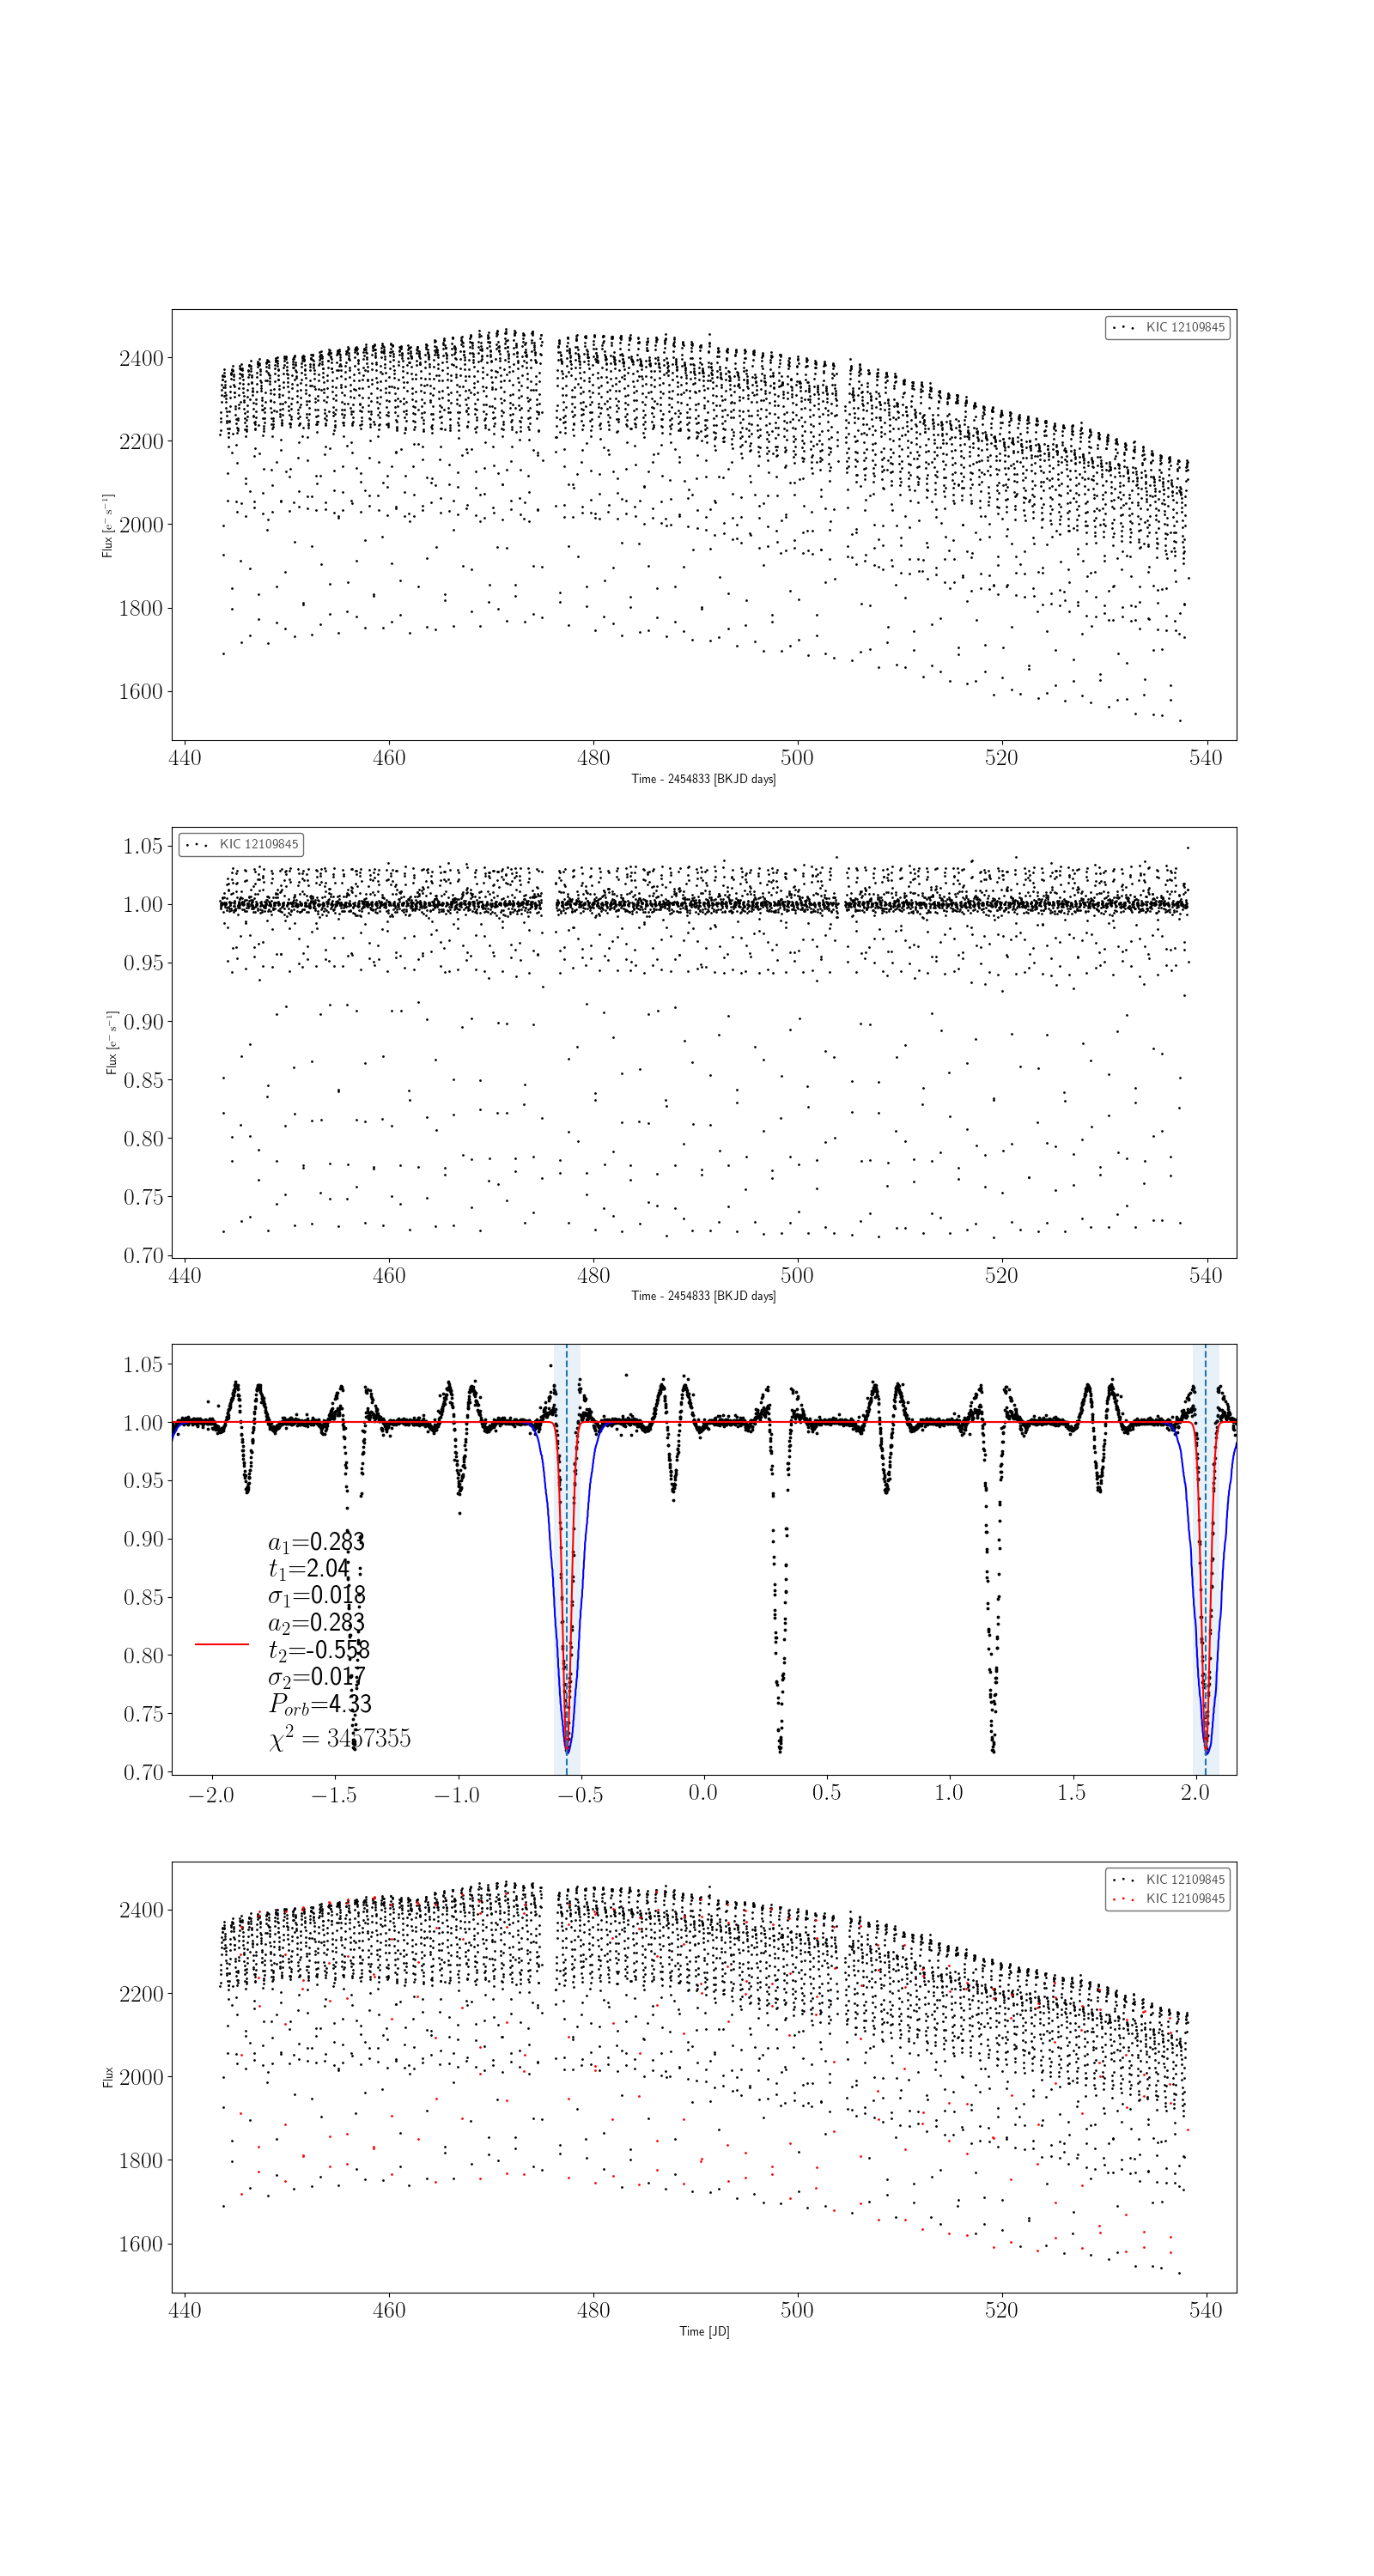 KIC 12109845
2400
2200
2000
1800
1600
Flux [e⁻ s⁻¹]
440 460 480 500 520 540
Time - 2454833 [BKJD days]
KIC 12109845
1.05
1.00
0.95
0.90
0.85
0.80
0.75
0.70
Flux [e⁻ s⁻¹]
440 460 480 500 520 540
Time - 2454833 [BKJD days]
1.05
1.00
0.95
0.90
0.85
0.80
0.75
0.70
a₁=0.283
t₁=2.04
σ₁=0.018
a₂=0.283
t₂=-0.558
σ₂=0.017
P_orb=4.33
χ² = 3457355
−2.0 −1.5 −1.0 −0.5 0.0 0.5 1.0 1.5 2.0
KIC 12109845
KIC 12109845
2400
2200
2000
1800
1600
Flux
440 460 480 500 520 540
Time [JD]